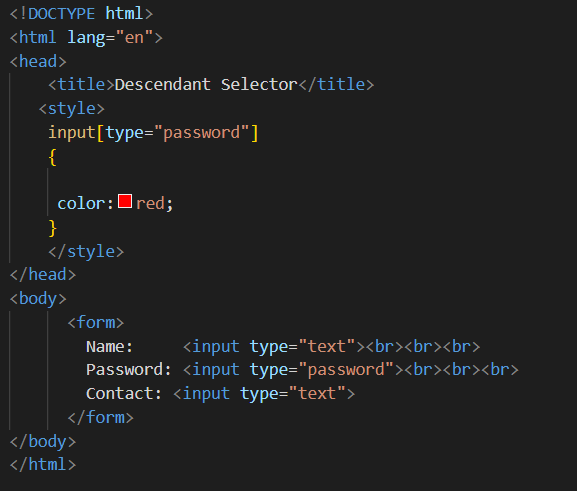 <!DOCTYPE html>
<html lang="en">
<head>
    <title>Descendant Selector</title>
   <style>
    input[type="password"]
    {
     color: red;
    }
    </style>
</head>
<body>
      <form>
        Name:     <input type="text"><br><br><br>
        Password: <input type="password"><br><br><br>
        Contact: <input type="text">
      </form>
</body>
</html>